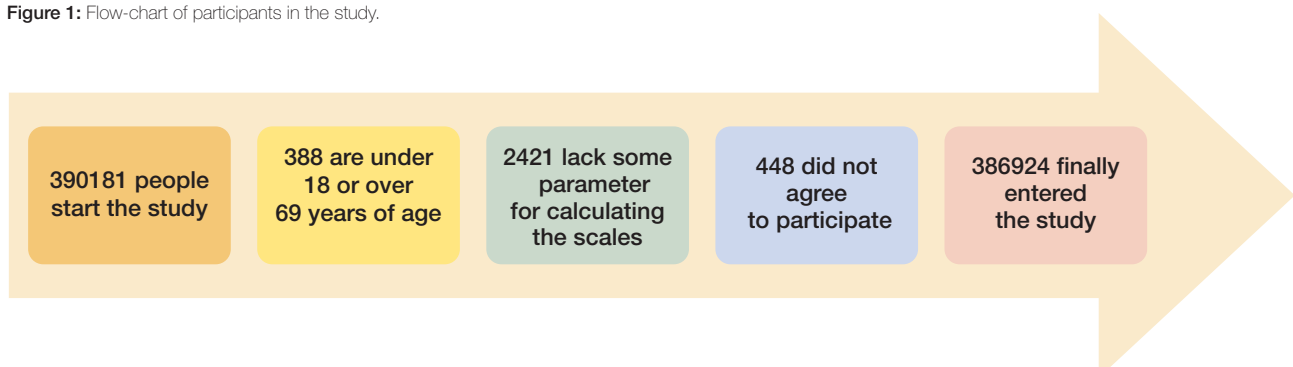 Figure 1: Flow-chart of participants in the study.
390181 people
start the study
388 are under
18 or over
69 years of age
2421 lack some
parameter
for calculating
the scales
448 did not
agree
to participate
386924 finally
entered
the study